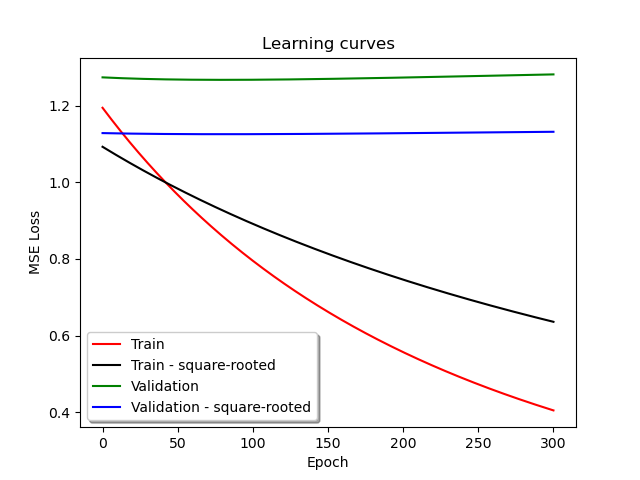 Learning curves
MSE Loss
1.2
1.0
0.8
0.6
0.4
Train
Train - square-rooted
Validation
Validation - square-rooted
0 50 100 150 200 250 300
Epoch